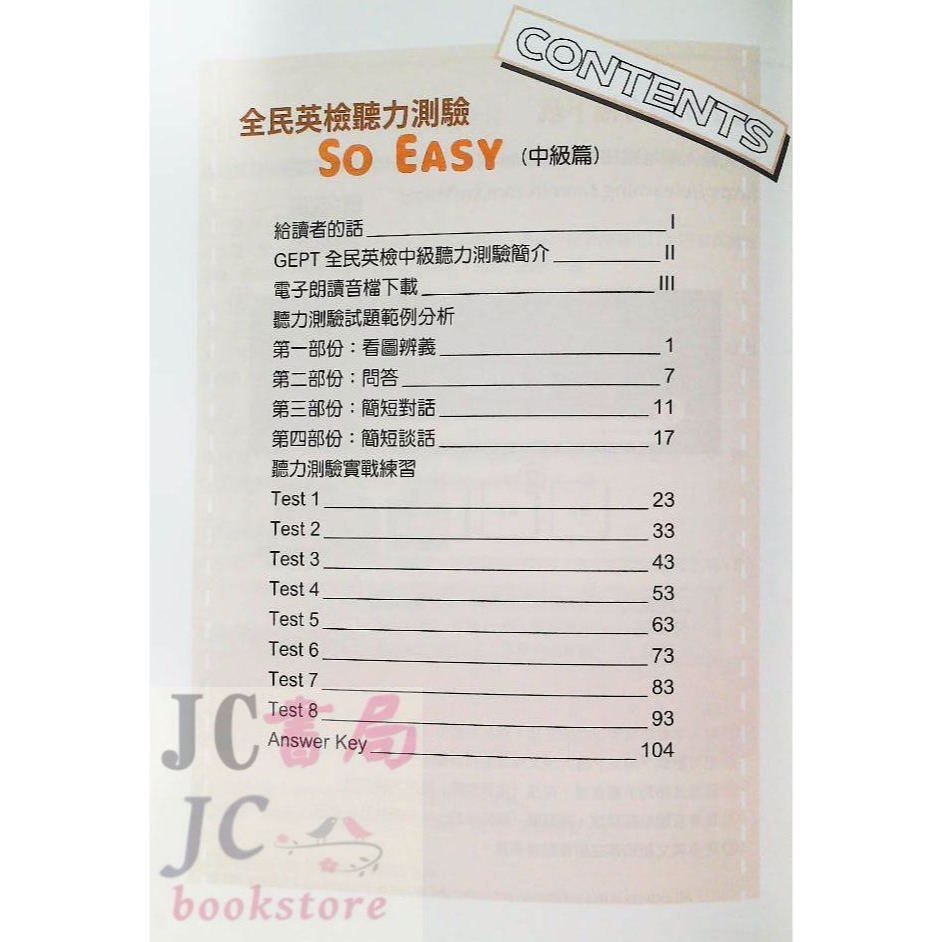 CONTENTS
全民英檢聽力測驗
SO EASY (中級篇)
給讀者的話 I
GEPT 全民英檢中級聽力測驗簡介 II
電子朗讀音檔下載 III
聽力測驗試題範例分析
第一部份：看圖辨義 1
第二部份：問答 7
第三部份：簡短對話 11
第四部份：簡短談話 17
聽力測驗實戰練習
Test 1 23
Test 2 33
Test 3 43
Test 4 53
Test 5 63
Test 6 73
Test 7 83
Test 8 93
Answer Key 104
JC書局
JC
bookstore